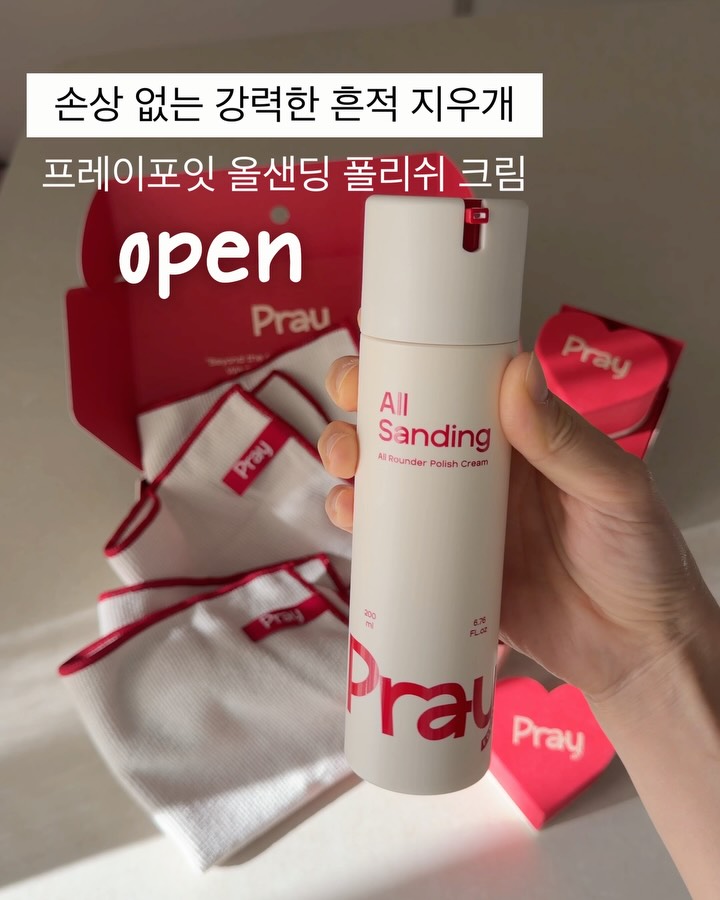 손상 없는 강력한 흔적 지우개
프레이포잇 올샌딩 폴리쉬 크림
open
Pray
Pray
Pray
All
Sanding
All Rounder Polish Cream
200
ml
6.76
FL.oz
Pray
Pray
Pray